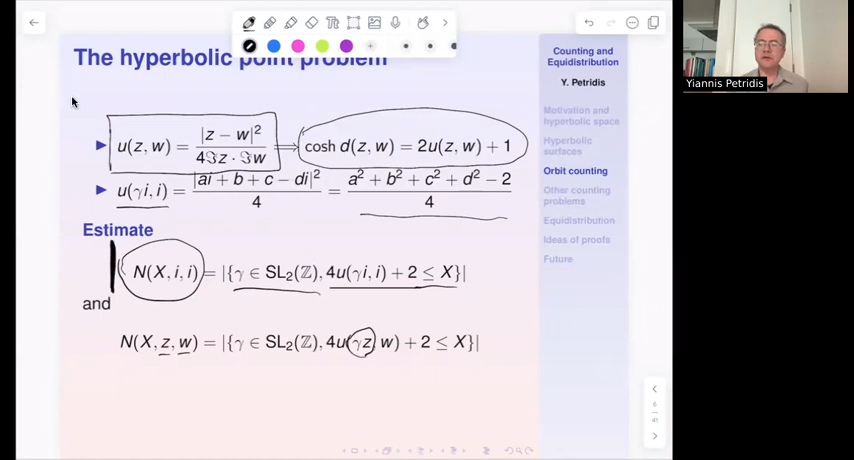 The hyperbolic point problem
u(z, w) = |z − w|² / 4ℑz · ℑw ⟹ cosh d(z, w) = 2u(z, w) + 1
u(γi, i) = |ai + b + c − di|² / 4 = a² + b² + c² + d² − 2 / 4
Estimate
N(X, i, i) = |{γ ∈ SL₂(ℤ), 4u(γi, i) + 2 ≤ X}|
and
N(X, z, w) = |{γ ∈ SL₂(ℤ), 4u(γz, w) + 2 ≤ X}|
Counting and
Equidistribution
Y. Petridis
Motivation and
hyperbolic space
Hyperbolic
surfaces
Orbit counting
Other counting
problems
Equidistribution
Ideas of proofs
Future
6
41
Yiannis Petridis